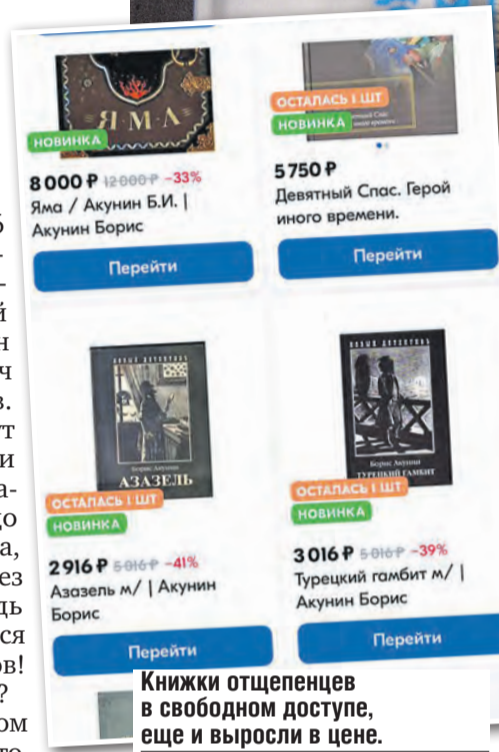 ЯМА
НОВИНКА
8 000 ₽ 12 000 ₽ -33%
Яма / Акунин Б.И. |
Акунин Борис
Перейти
ОСТАЛАСЬ 1 ШТ
НОВИНКА
5 750 ₽
Девятный Спас. Герой
иного времени.
Перейти
Борис Акунин
АЗАЗЕЛЬ
ОСТАЛАСЬ 1 ШТ
НОВИНКА
2 916 ₽ 5 016 ₽ -41%
Азазель м/ | Акунин
Борис
Перейти
Борис Акунин
ТУРЕЦКИЙ ГАМБИТ
ОСТАЛАСЬ 1 ШТ
НОВИНКА
3 016 ₽ 5 016 ₽ -39%
Турецкий гамбит м/ |
Акунин Борис
Перейти
Книжки отщепенцев
в свободном доступе,
еще и выросли в цене.